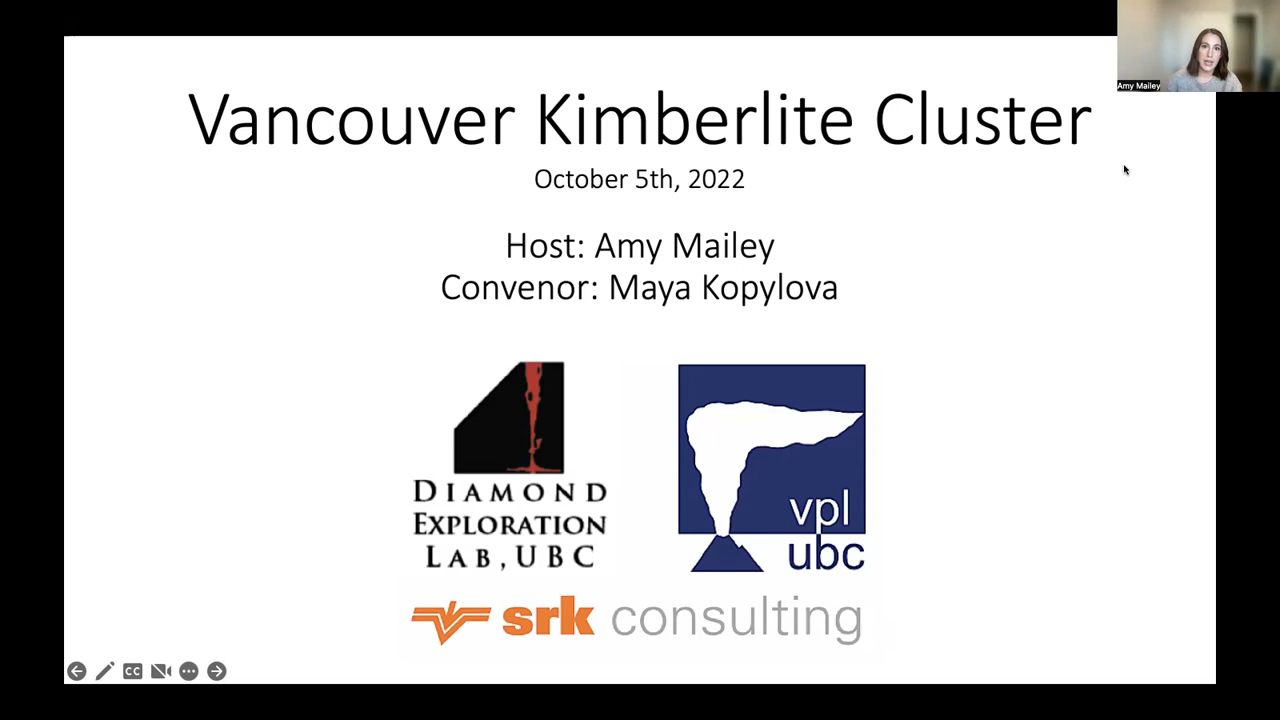 Amy Mailey
Vancouver Kimberlite Cluster
October 5th, 2022
Host: Amy Mailey
Convenor: Maya Kopylova
DIAMOND
EXPLORATION
LAB, UBC
vpl
ubc
srk consulting
CC